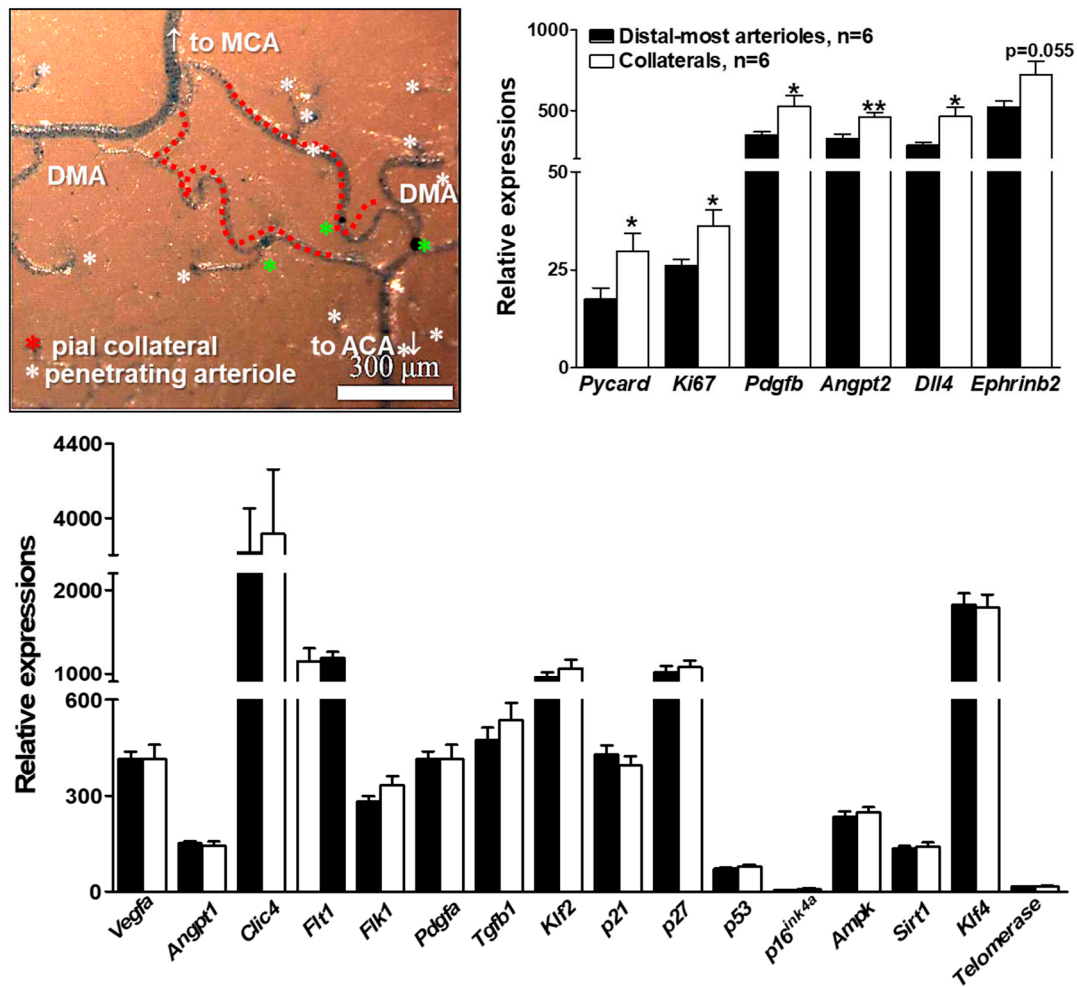 ↑ to MCA
DMA
DMA
* pial collateral
* penetrating arteriole
to ACA ↓
300 μm
Relative expressions
1000
500
50
25
0
Distal-most arterioles, n=6
Collaterals, n=6
*
*
*
**
*
p=0.055
Pycard Ki67 Pdgfb Angpt2 Dll4 Ephrinb2
Relative expressions
4400
4000
2000
1000
600
300
0
Vegfa
Angpt1
Clic4
Flt1
Flk1
Pdgfa
Tgfb1
Klf2
p21
p27
p53
p16ink4a
Ampk
Sirt1
Klf4
Telomerase